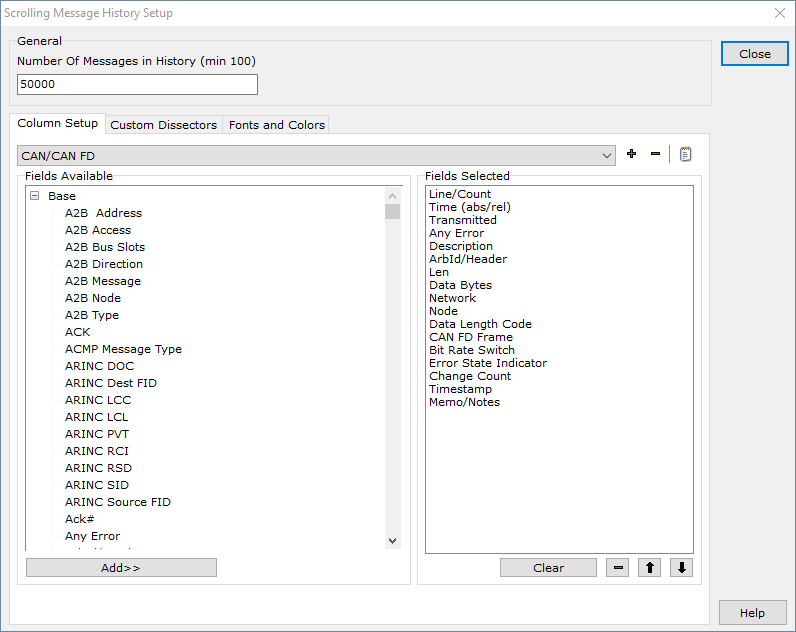 Scrolling Message History Setup
General
Number Of Messages in History (min 100)
50000
Close
Column Setup
Custom Dissectors
Fonts and Colors
CAN/CAN FD
Fields Available
Base
A2B  Address
A2B Access
A2B Bus Slots
A2B Direction
A2B Message
A2B Node
A2B Type
ACK
ACMP Message Type
ARINC DOC
ARINC Dest FID
ARINC LCC
ARINC LCL
ARINC PVT
ARINC RCI
ARINC RSD
ARINC SID
ARINC Source FID
Ack#
Any Error
Add>>
Fields Selected
Line/Count
Time (abs/rel)
Transmitted
Any Error
Description
ArbId/Header
Len
Data Bytes
Network
Node
Data Length Code
CAN FD Frame
Bit Rate Switch
Error State Indicator
Change Count
Timestamp
Memo/Notes
Clear
Help